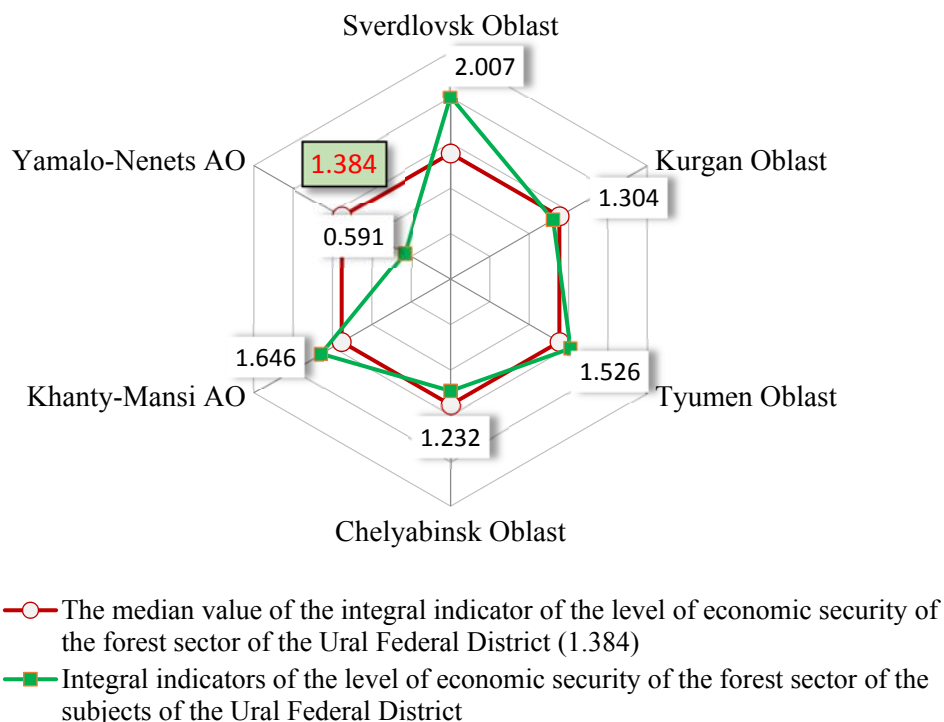 Sverdlovsk Oblast
2.007
Yamalo-Nenets AO
1.384
Kurgan Oblast
1.304
0.591
1.646
1.526
Khanty-Mansi AO
Tyumen Oblast
1.232
Chelyabinsk Oblast
The median value of the integral indicator of the level of economic security of
the forest sector of the Ural Federal District (1.384)
Integral indicators of the level of economic security of the forest sector of the
subjects of the Ural Federal District